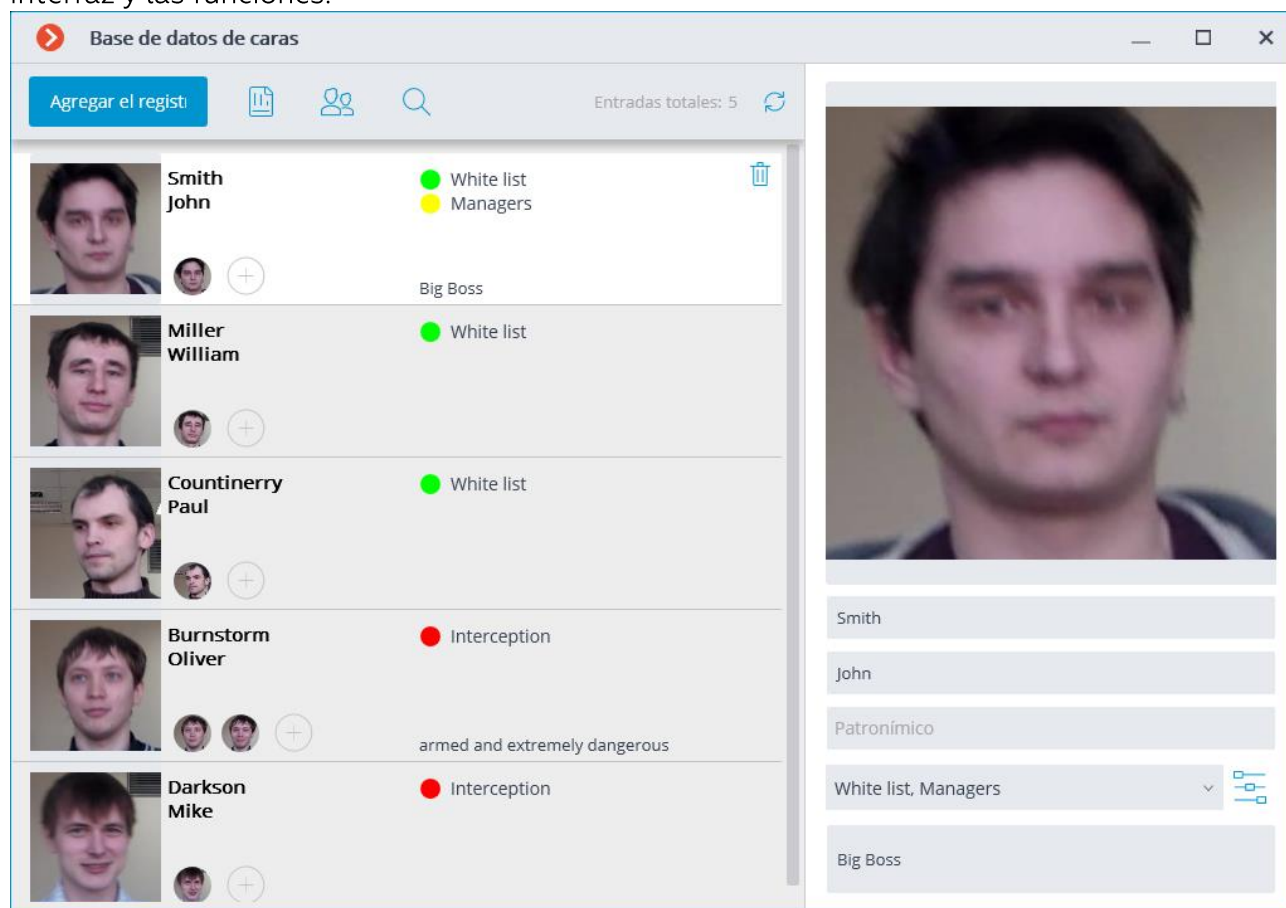 interfaz y las funciones.
Base de datos de caras
Agregar el regist
Entradas totales: 5
Smith
John
White list
Managers
Big Boss
Miller
William
White list
Countinerry
Paul
White list
Burnstorm
Oliver
Interception
armed and extremely dangerous
Darkson
Mike
Interception
Smith
John
Patronímico
White list, Managers
Big Boss